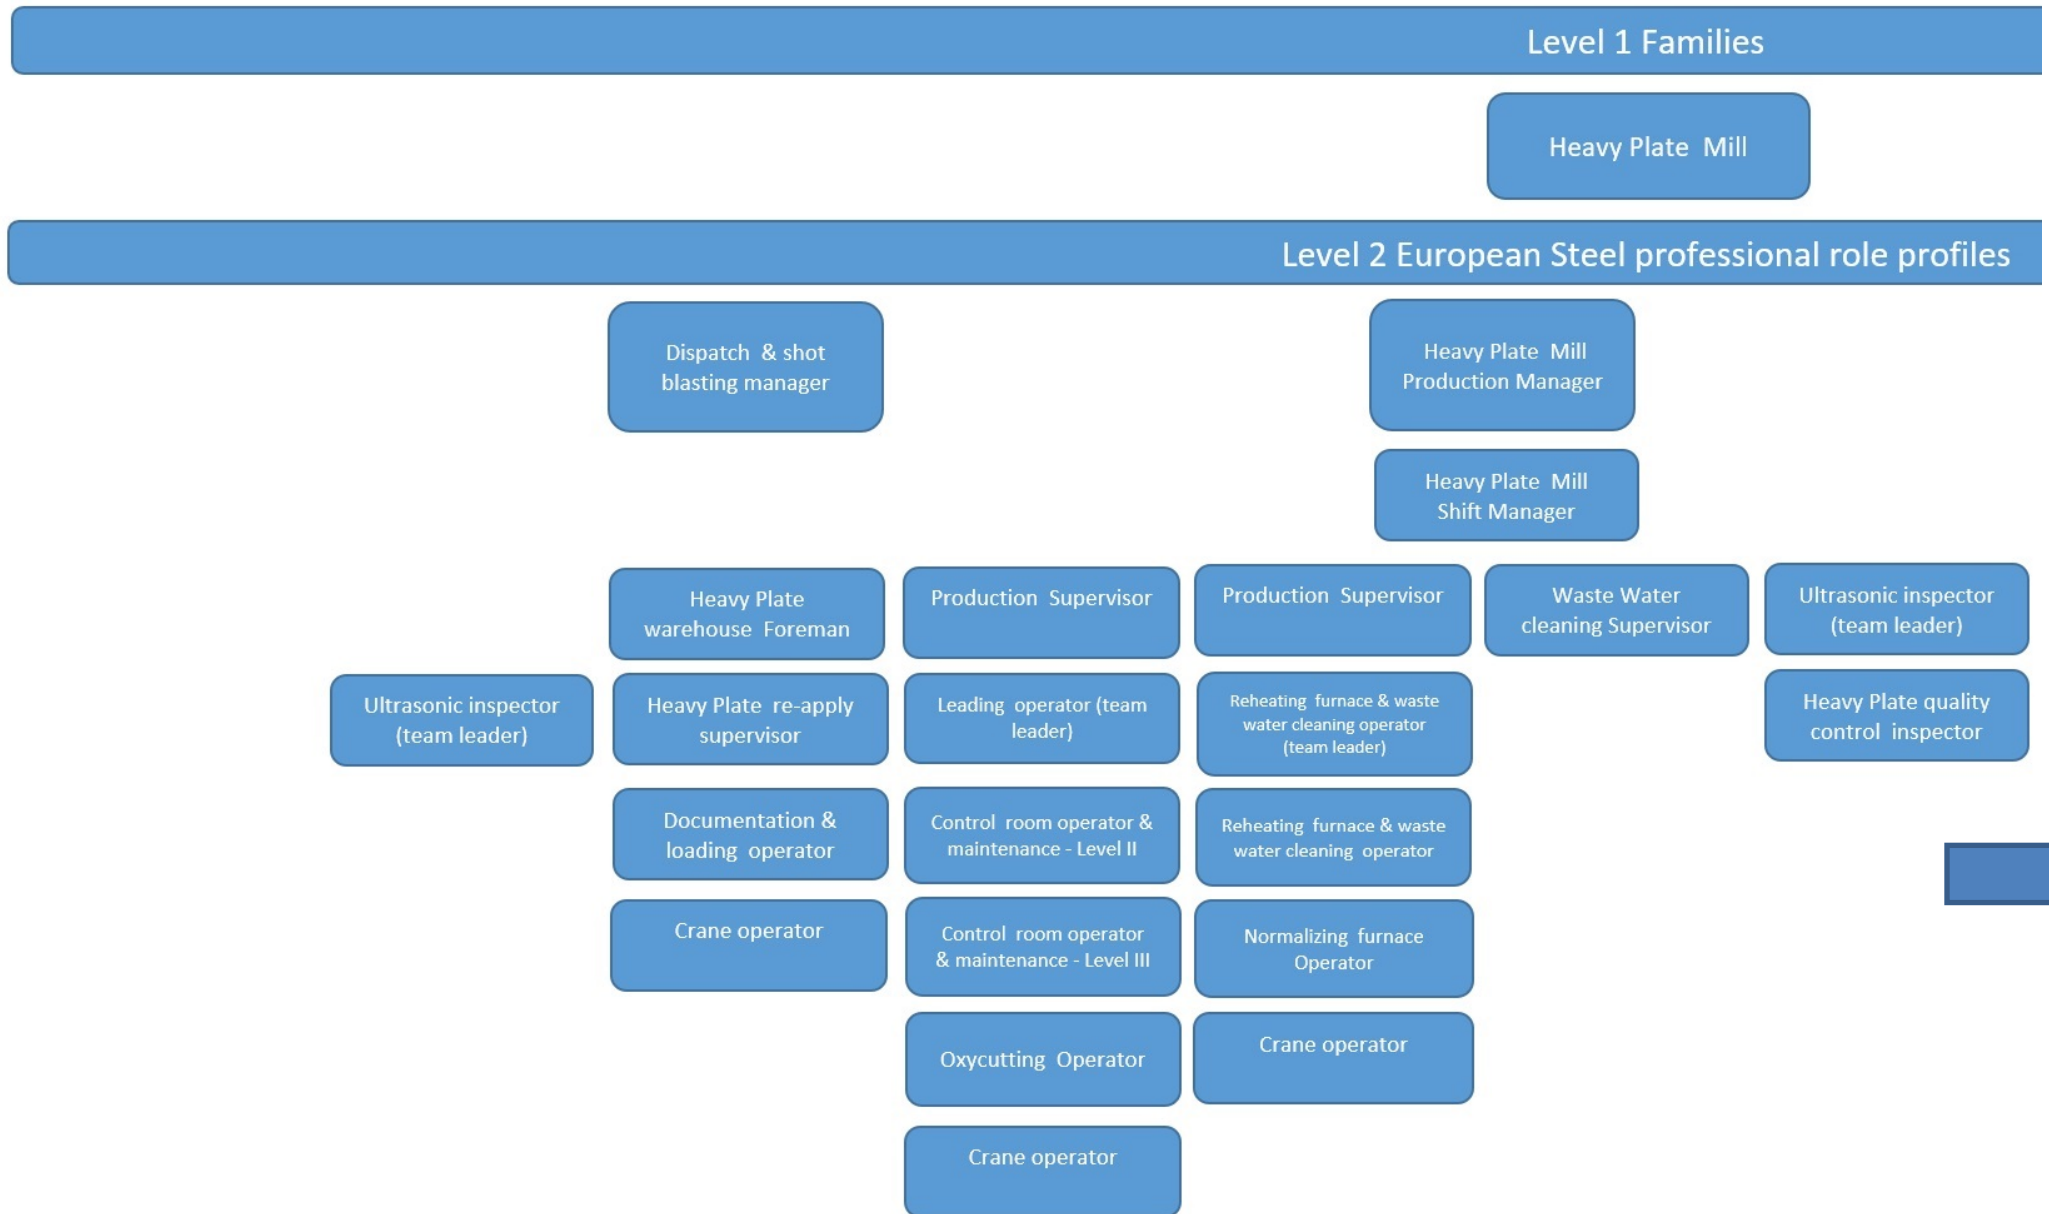 Level 1 Families
Heavy Plate Mill
Level 2 European Steel professional role profiles
Dispatch & shot
blasting manager
Heavy Plate Mill
Production Manager
Heavy Plate Mill
Shift Manager
Heavy Plate
warehouse Foreman
Production Supervisor
Production Supervisor
Waste Water
cleaning Supervisor
Ultrasonic inspector
(team leader)
Ultrasonic inspector
(team leader)
Heavy Plate re-apply
supervisor
Leading operator (team
leader)
Reheating furnace & waste
water cleaning operator
(team leader)
Heavy Plate quality
control inspector
Documentation &
loading operator
Control room operator &
maintenance - Level II
Reheating furnace & waste
water cleaning operator
Crane operator
Control room operator
& maintenance - Level III
Normalizing furnace
Operator
Oxycutting Operator
Crane operator
Crane operator